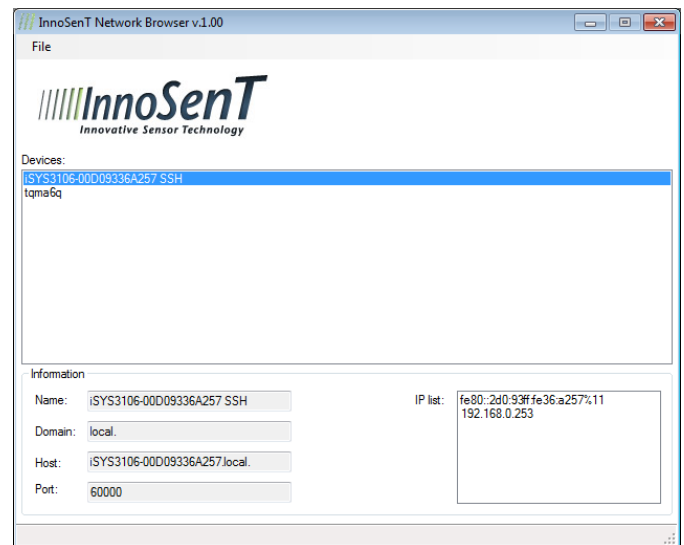 InnoSenT Network Browser v.1.00
File
InnoSenT
Innovative Sensor Technology
Devices:
iSYS3106-00D09336A257 SSH
tqma6q
Information
Name: iSYS3106-00D09336A257 SSH
Domain: local.
Host: iSYS3106-00D09336A257.local.
Port: 60000
IP list: fe80::2d0:93ff:fe36:a257%11
192.168.0.253